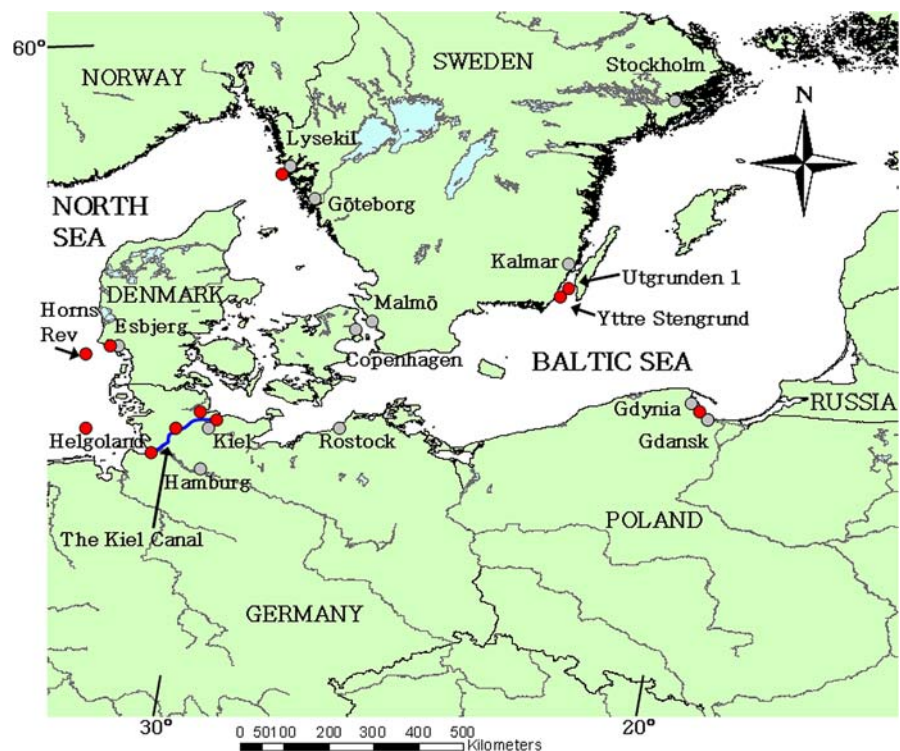 60°
NORWAY
SWEDEN
Stockholm
N
Lysekil
NORTH
SEA
Göteborg
Kalmar
Utgrunden 1
DENMARK
Horns
Rev
Esbjerg
Malmö
Yttre Stengrund
Copenhagen
BALTIC SEA
RUSSIA
Gdynia
Gdansk
Helgoland
Kiel
Rostock
Hamburg
The Kiel Canal
POLAND
GERMANY
30°
20°
0 50100 200 300 400 500
Kilometers